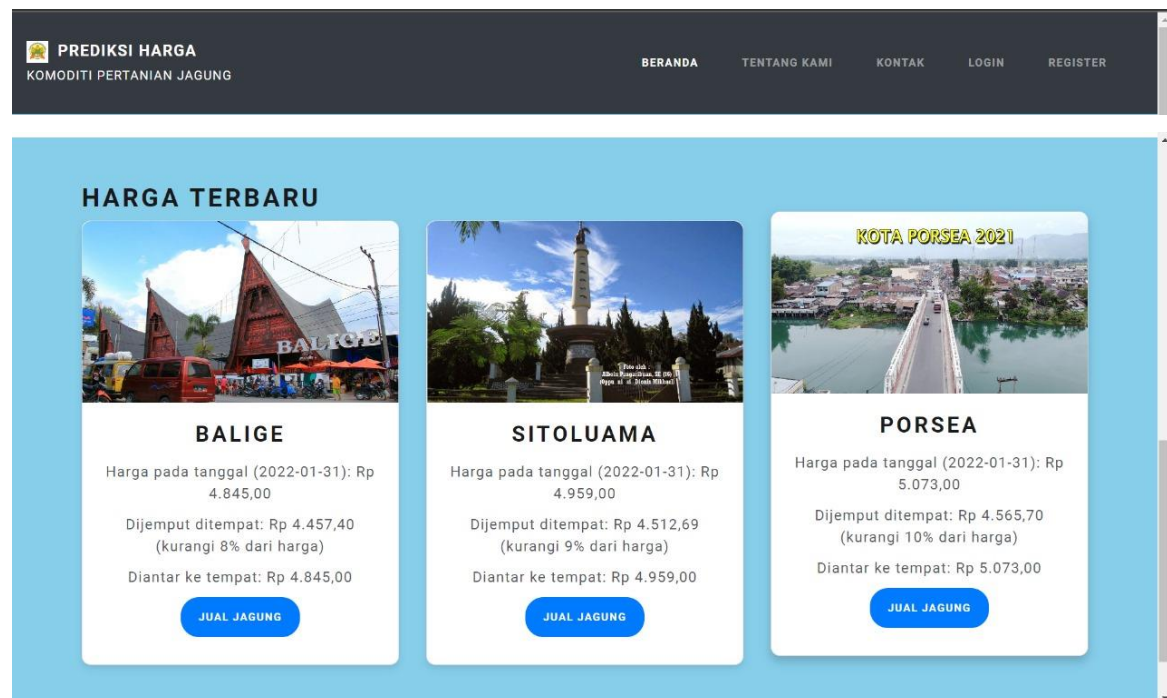 PREDIKSI HARGA
KOMODITI PERTANIAN JAGUNG
BERANDA
TENTANG KAMI
KONTAK
LOGIN
REGISTER
HARGA TERBARU
BALIGE
BALIGE
Harga pada tanggal (2022-01-31): Rp
4.845,00
Dijemput ditempat: Rp 4.457,40
(kurangi 8% dari harga)
Diantar ke tempat: Rp 4.845,00
JUAL JAGUNG
Foto oleh :
SITOLUAMA
Harga pada tanggal (2022-01-31): Rp
4.959,00
Dijemput ditempat: Rp 4.512,69
(kurangi 9% dari harga)
Diantar ke tempat: Rp 4.959,00
JUAL JAGUNG
KOTA PORSEA 2021
PORSEA
Harga pada tanggal (2022-01-31): Rp
5.073,00
Dijemput ditempat: Rp 4.565,70
(kurangi 10% dari harga)
Diantar ke tempat: Rp 5.073,00
JUAL JAGUNG